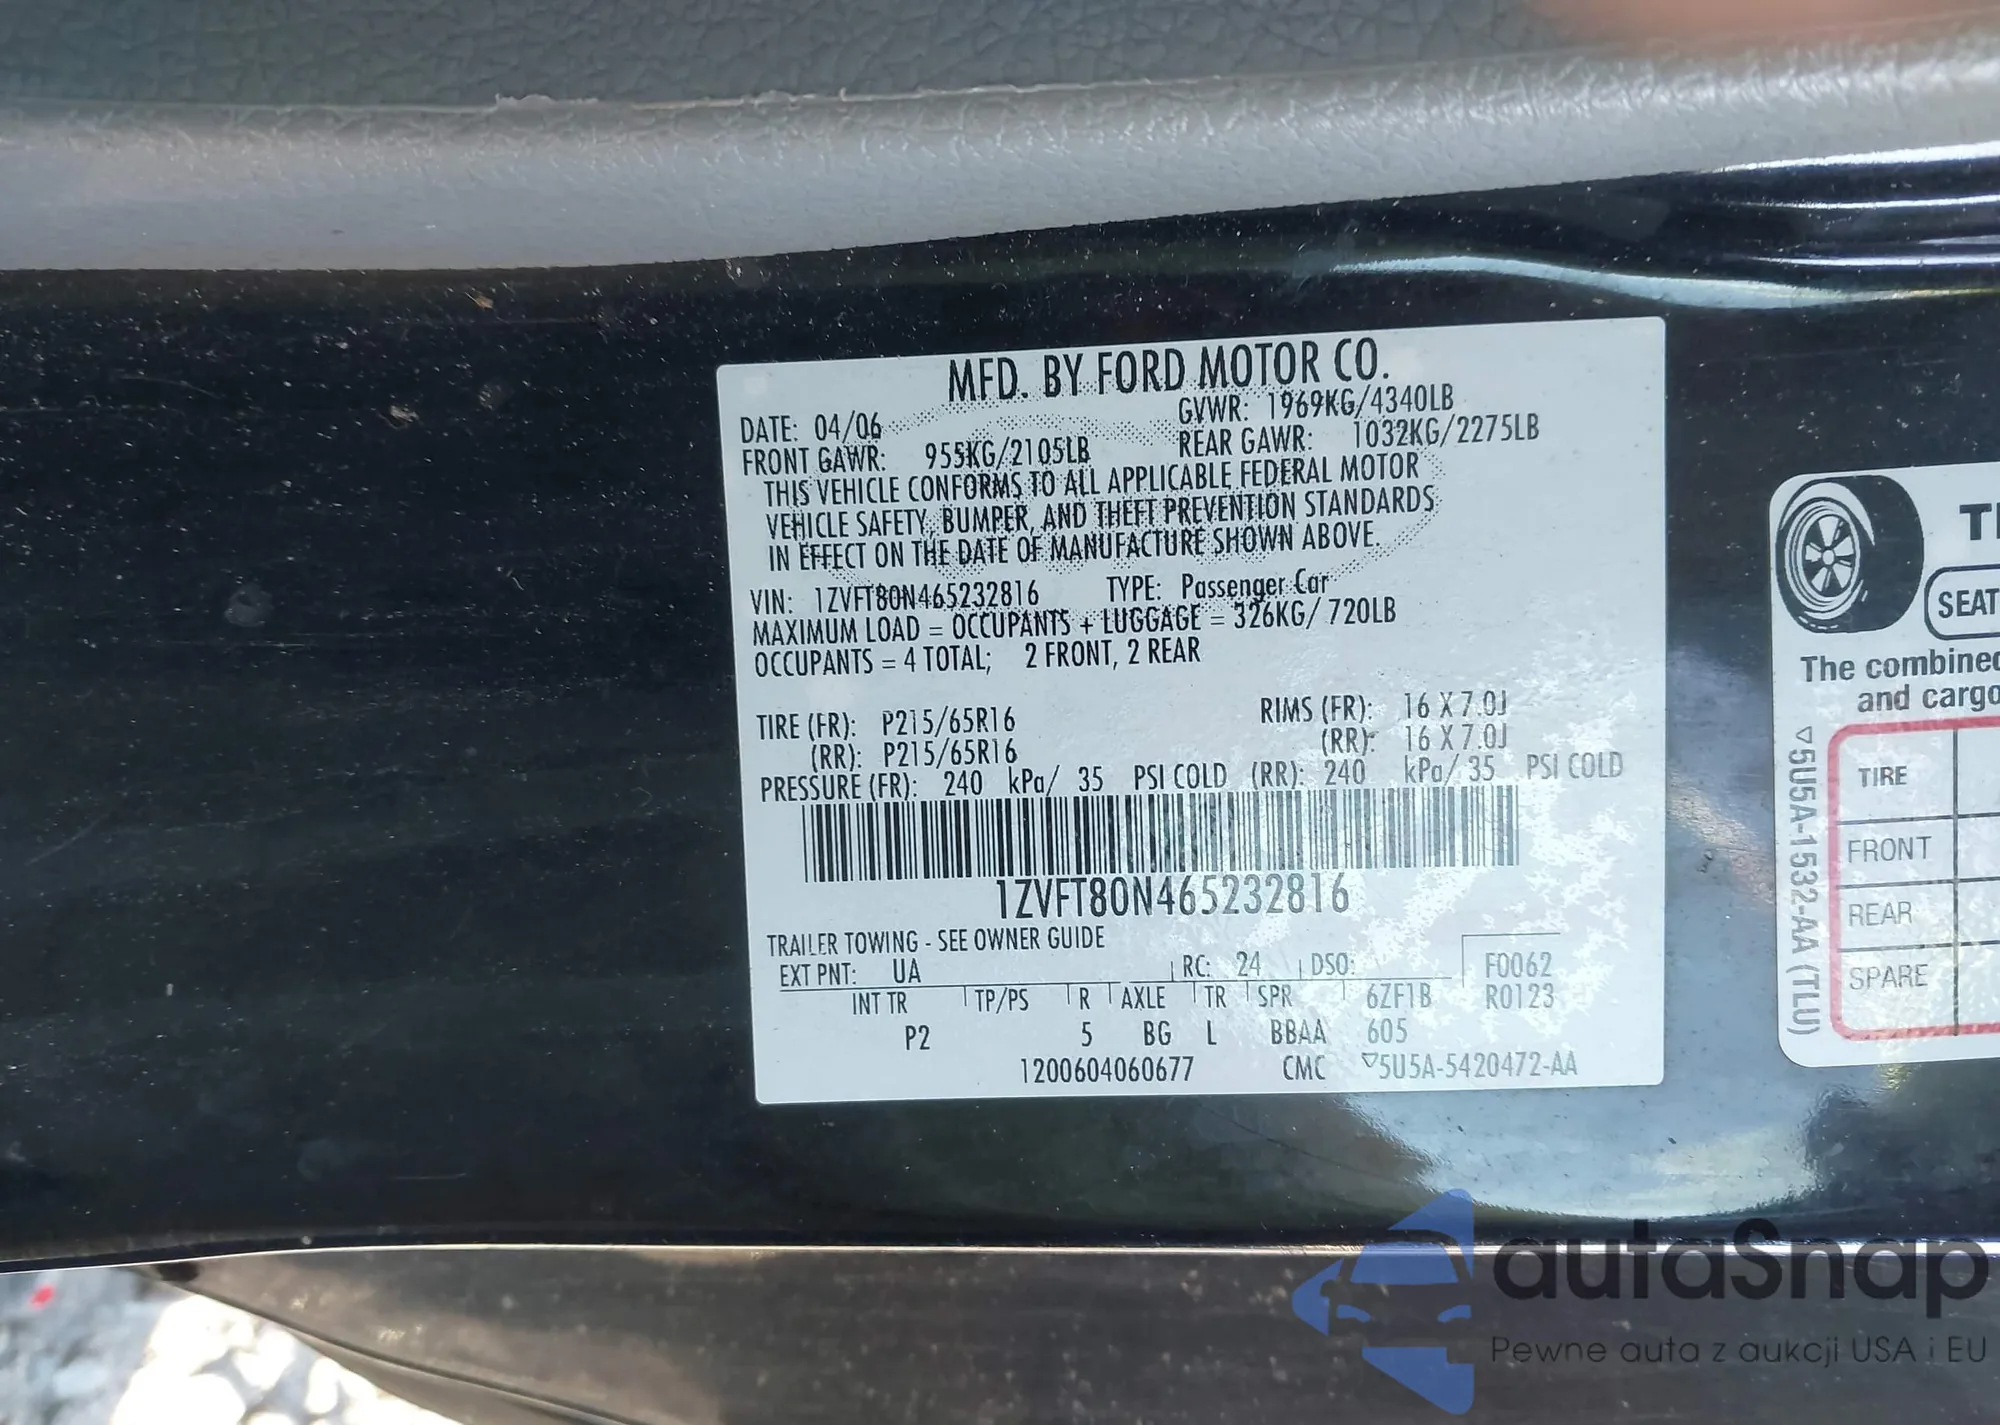 MFD. BY FORD MOTOR CO.
DATE: 04/06 GVWR: 1969KG/4340LB
FRONT GAWR: 955KG/2105LB REAR GAWR: 1032KG/2275LB
THIS VEHICLE CONFORMS TO ALL APPLICABLE FEDERAL MOTOR
VEHICLE SAFETY, BUMPER, AND THEFT PREVENTION STANDARDS
IN EFFECT ON THE DATE OF MANUFACTURE SHOWN ABOVE.
VIN: 1ZVFT80N465232816 TYPE: Passenger Car
MAXIMUM LOAD = OCCUPANTS + LUGGAGE = 326KG/ 720LB
OCCUPANTS = 4 TOTAL; 2 FRONT, 2 REAR
TIRE (FR): P215/65R16 RIMS (FR): 16 X 7.0J
(RR): P215/65R16 (RR): 16 X 7.0J
PRESSURE (FR): 240 kPa/ 35 PSI COLD (RR): 240 kPa/ 35 PSI COLD
1ZVFT80N465232816
TRAILER TOWING - SEE OWNER GUIDE
EXT PNT: UA RC: 24 DSO: F0062
INT TR TP/PS R AXLE TR SPR 6ZF1B R0123
P2 5 BG L BBAA 605
1200604060677 CMC ▽5U5A-5420472-AA
SEAT
The combined
and cargo
TIRE
FRONT
REAR
SPARE
▽5U5A-1532-AA (TLU)
autaSnap
Pewne auta z aukcji USA i EU